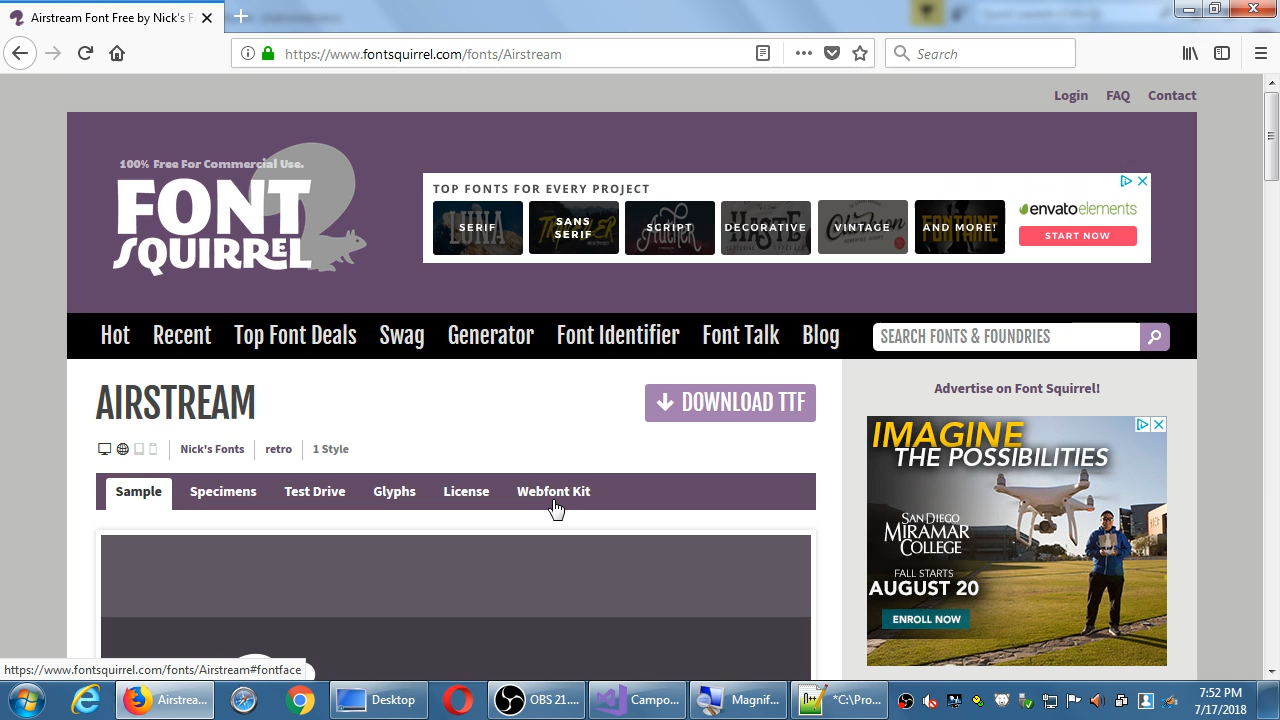 Airstream Font Free by Nick's F
https://www.fontsquirrel.com/fonts/Airstream
Search
Login FAQ Contact
100% Free For Commercial Use.
FONT
SQUIRREL
TOP FONTS FOR EVERY PROJECT
SERIF
SANS SERIF
SCRIPT
DECORATIVE
VINTAGE
AND MORE!
envatoelements
START NOW
Hot Recent Top Font Deals Swag Generator Font Identifier Font Talk Blog
SEARCH FONTS & FOUNDRIES
AIRSTREAM
DOWNLOAD TTF
Nick's Fonts retro 1 Style
Sample Specimens Test Drive Glyphs License Webfont Kit
Advertise on Font Squirrel!
IMAGINE
THE POSSIBILITIES
SAN DIEGO
MIRAMAR
COLLEGE
FALL STARTS
AUGUST 20
ENROLL NOW
https://www.fontsquirrel.com/fonts/Airstream#fontface
Airstrea... Desktop OBS 21.... Campo... Magnif... *C:\Pro...
7:52 PM
7/17/2018